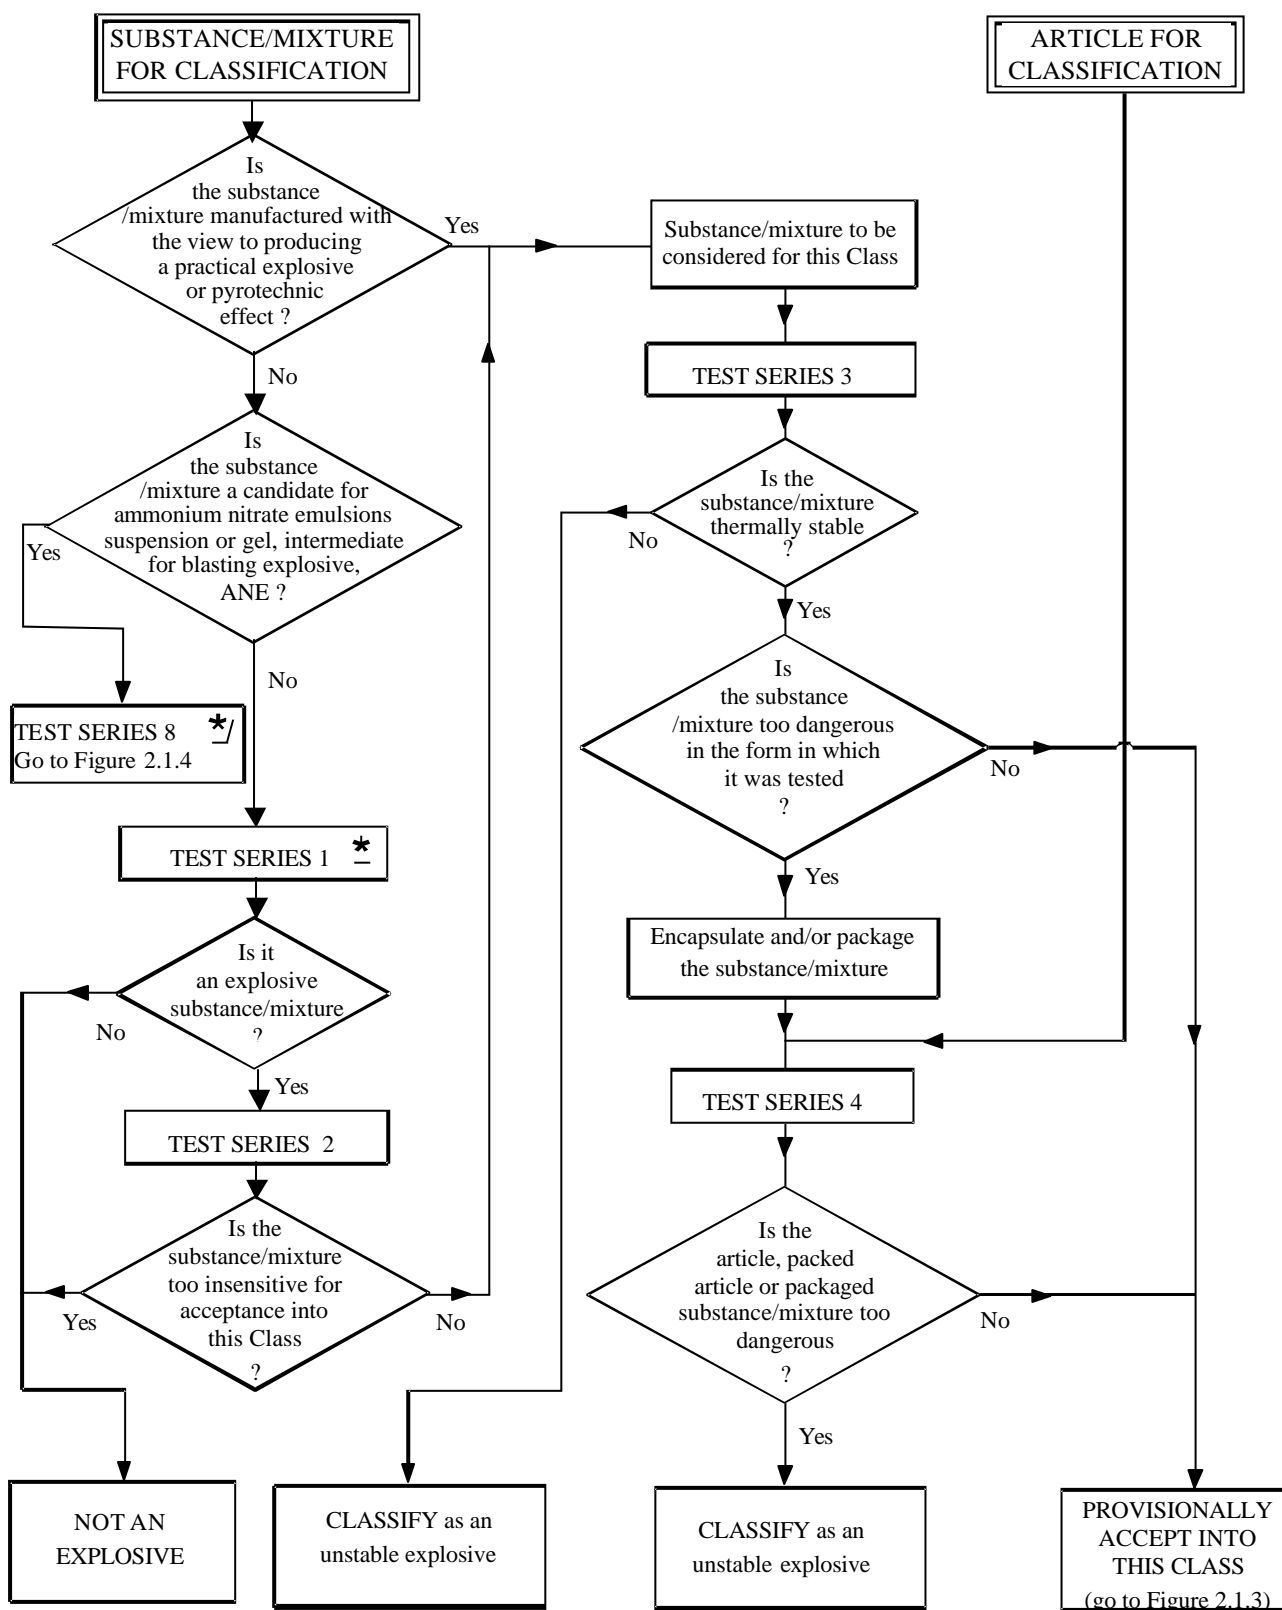 SUBSTANCE/MIXTURE
FOR CLASSIFICATION
ARTICLE FOR
CLASSIFICATION
Is
the substance
/mixture manufactured with
the view to producing
a practical explosive
or pyrotechnic
effect ?
Yes
Substance/mixture to be
considered for this Class
No
TEST SERIES 3
Is
the substance
/mixture a candidate for
ammonium nitrate emulsions
suspension or gel, intermediate
for blasting explosive,
ANE ?
Yes
No
Is the
substance/mixture
thermally stable
?
No
Yes
TEST SERIES 8 */
Go to Figure 2.1.4
Is
the substance
/mixture too dangerous
in the form in which
it was tested
?
No
Yes
TEST SERIES 1 *
Is it
an explosive
substance/mixture
?
No
Yes
Encapsulate and/or package
the substance/mixture
TEST SERIES 2
TEST SERIES 4
Is the
substance/mixture
too insensitive for
acceptance into
this Class
?
Yes
No
Is the
article, packed
article or packaged
substance/mixture too
dangerous
?
No
Yes
NOT AN
EXPLOSIVE
CLASSIFY as an
unstable explosive
CLASSIFY as an
unstable explosive
PROVISIONALLY
ACCEPT INTO
THIS CLASS
(go to Figure 2.1.3)